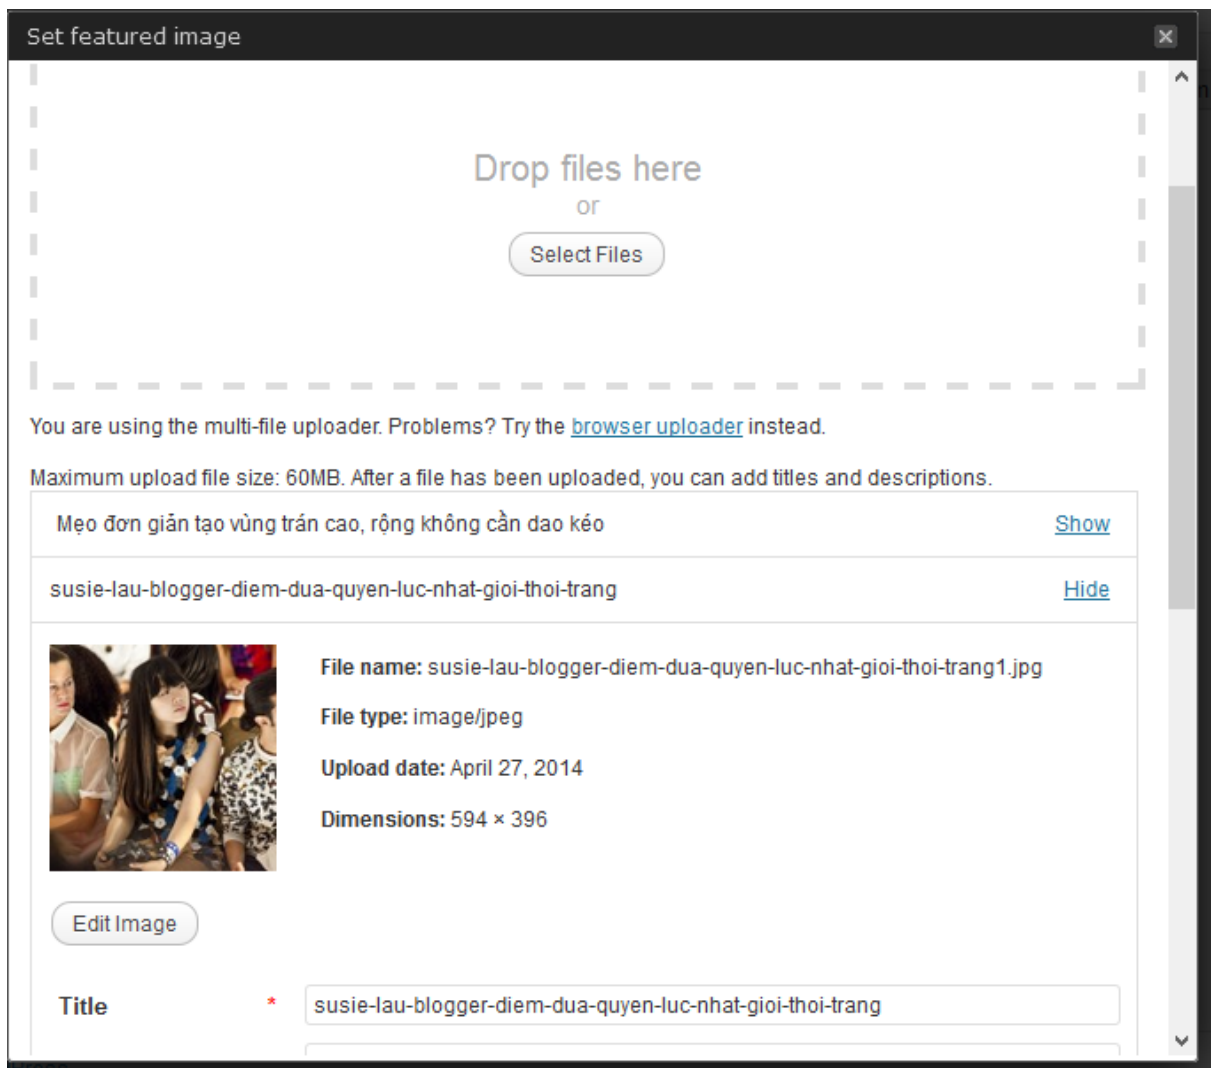 Set featured image
Drop files here
or
Select Files
You are using the multi-file uploader. Problems? Try the browser uploader instead.
Maximum upload file size: 60MB. After a file has been uploaded, you can add titles and descriptions.
Mẹo đơn giản tạo vùng trán cao, rộng không cần dao kéo Show
susie-lau-blogger-diem-dua-quyen-luc-nhat-gioi-thoi-trang Hide
File name: susie-lau-blogger-diem-dua-quyen-luc-nhat-gioi-thoi-trang1.jpg
File type: image/jpeg
Upload date: April 27, 2014
Dimensions: 594 × 396
Edit Image
Title * susie-lau-blogger-diem-dua-quyen-luc-nhat-gioi-thoi-trang